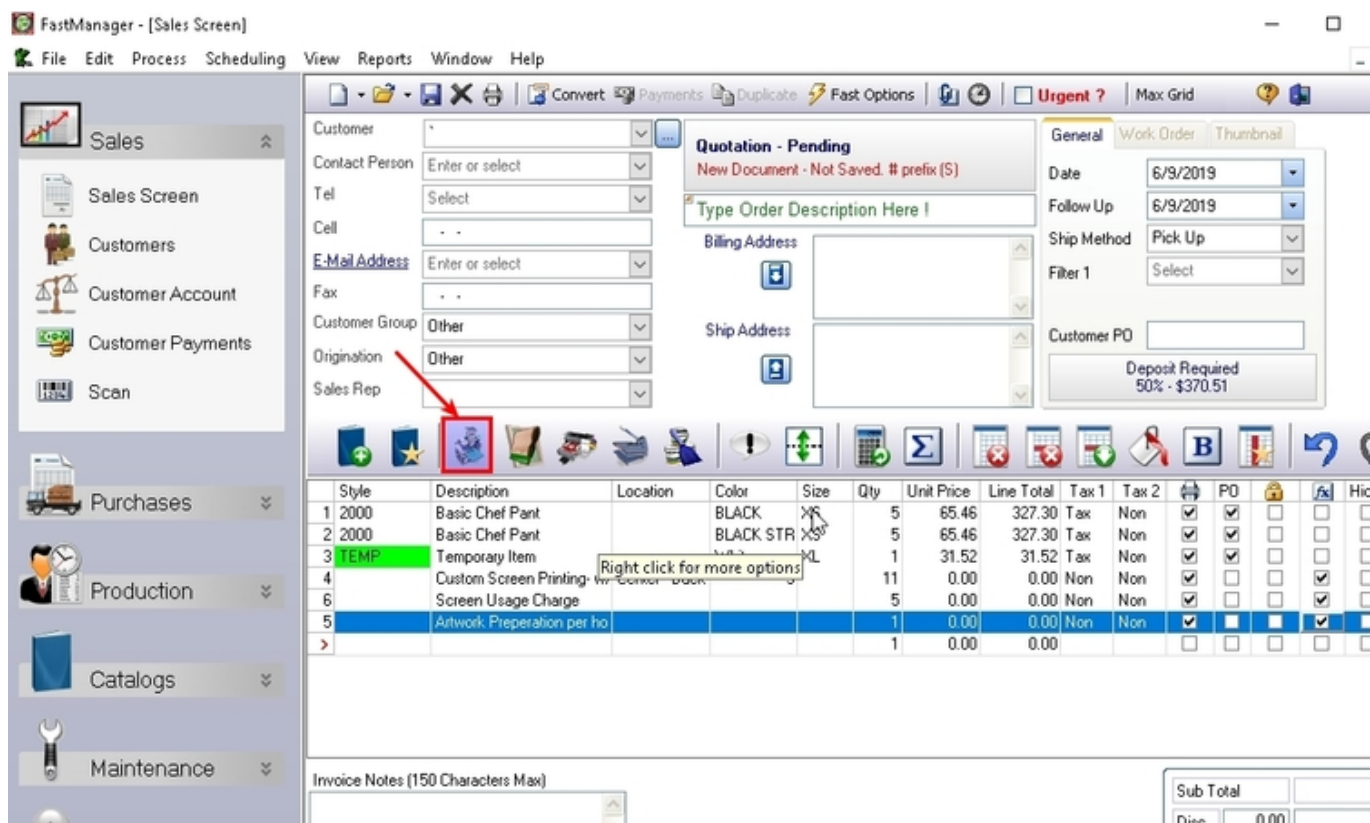 FastManager - [Sales Screen]
File Edit Process Scheduling View Reports Window Help
Convert Payments Duplicate Fast Options Urgent ? Max Grid
Sales
Sales Screen
Customers
Customer Account
Customer Payments
Scan
Purchases
Production
Catalogs
Maintenance
Customer `
Contact Person Enter or select
Tel Select
Cell - -
E-Mail Address Enter or select
Fax - -
Customer Group Other
Origination Other
Sales Rep
Quotation - Pending
New Document - Not Saved. # prefix (S)
Type Order Description Here !
Billing Address
Ship Address
General Work Order Thumbnail
Date 6/9/2019
Follow Up 6/9/2019
Ship Method Pick Up
Filter 1 Select
Customer PO
Deposit Required
50% - $370.51
Style Description Location Color Size Qty Unit Price Line Total Tax 1 Tax 2 PO fx Hid
1 2000 Basic Chef Pant BLACK XS 5 65.46 327.30 Tax Non
2 2000 Basic Chef Pant BLACK STR XS 5 65.46 327.30 Tax Non
3 TEMP Temporary Item XL 1 31.52 31.52 Tax Non
Right click for more options
4 Custom Screen Printing- 11 0.00 0.00 Non Non
6 Screen Usage Charge 5 0.00 0.00 Non Non
5 Artwork Preperation per ho 1 0.00 0.00 Non Non
> 1 0.00 0.00
Invoice Notes (150 Characters Max)
Sub Total
Disc 0.00